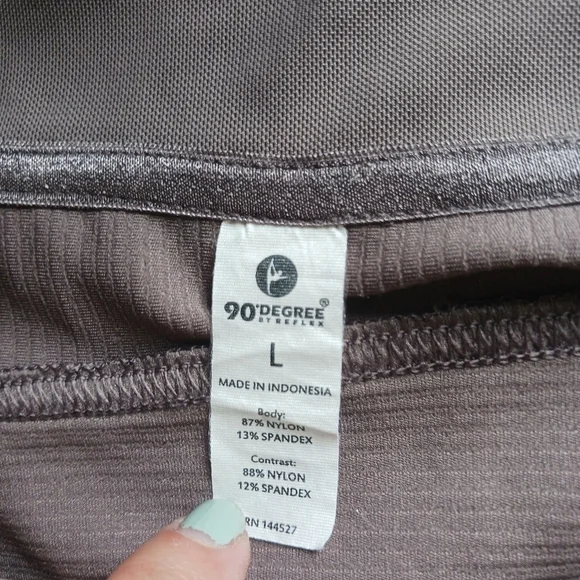 90°DEGREE®
BY REFLEX
L
MADE IN INDONESIA
Body:
87% NYLON
13% SPANDEX
Contrast:
88% NYLON
12% SPANDEX
RN 144527